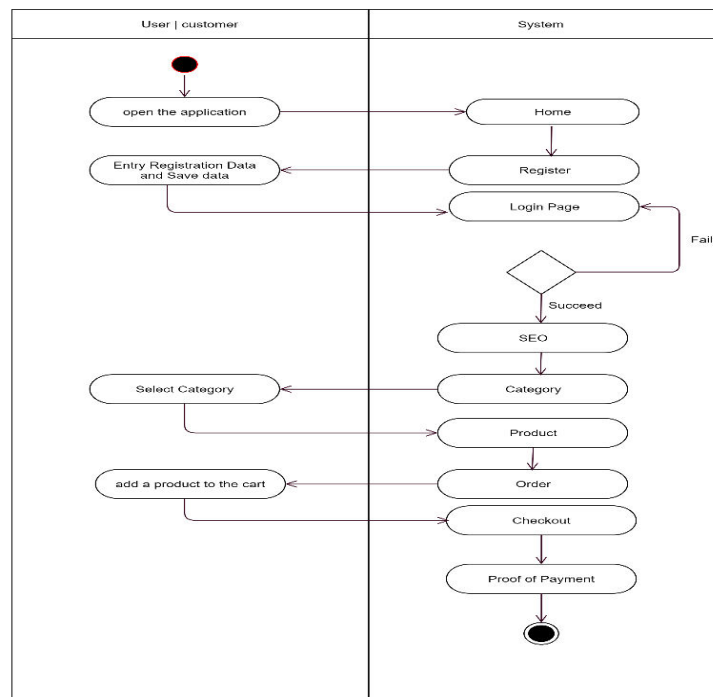 User | customer
System
open the application
Home
Entry Registration Data
and Save data
Register
Login Page
Fail
Succeed
SEO
Select Category
Category
Product
add a product to the cart
Order
Checkout
Proof of Payment